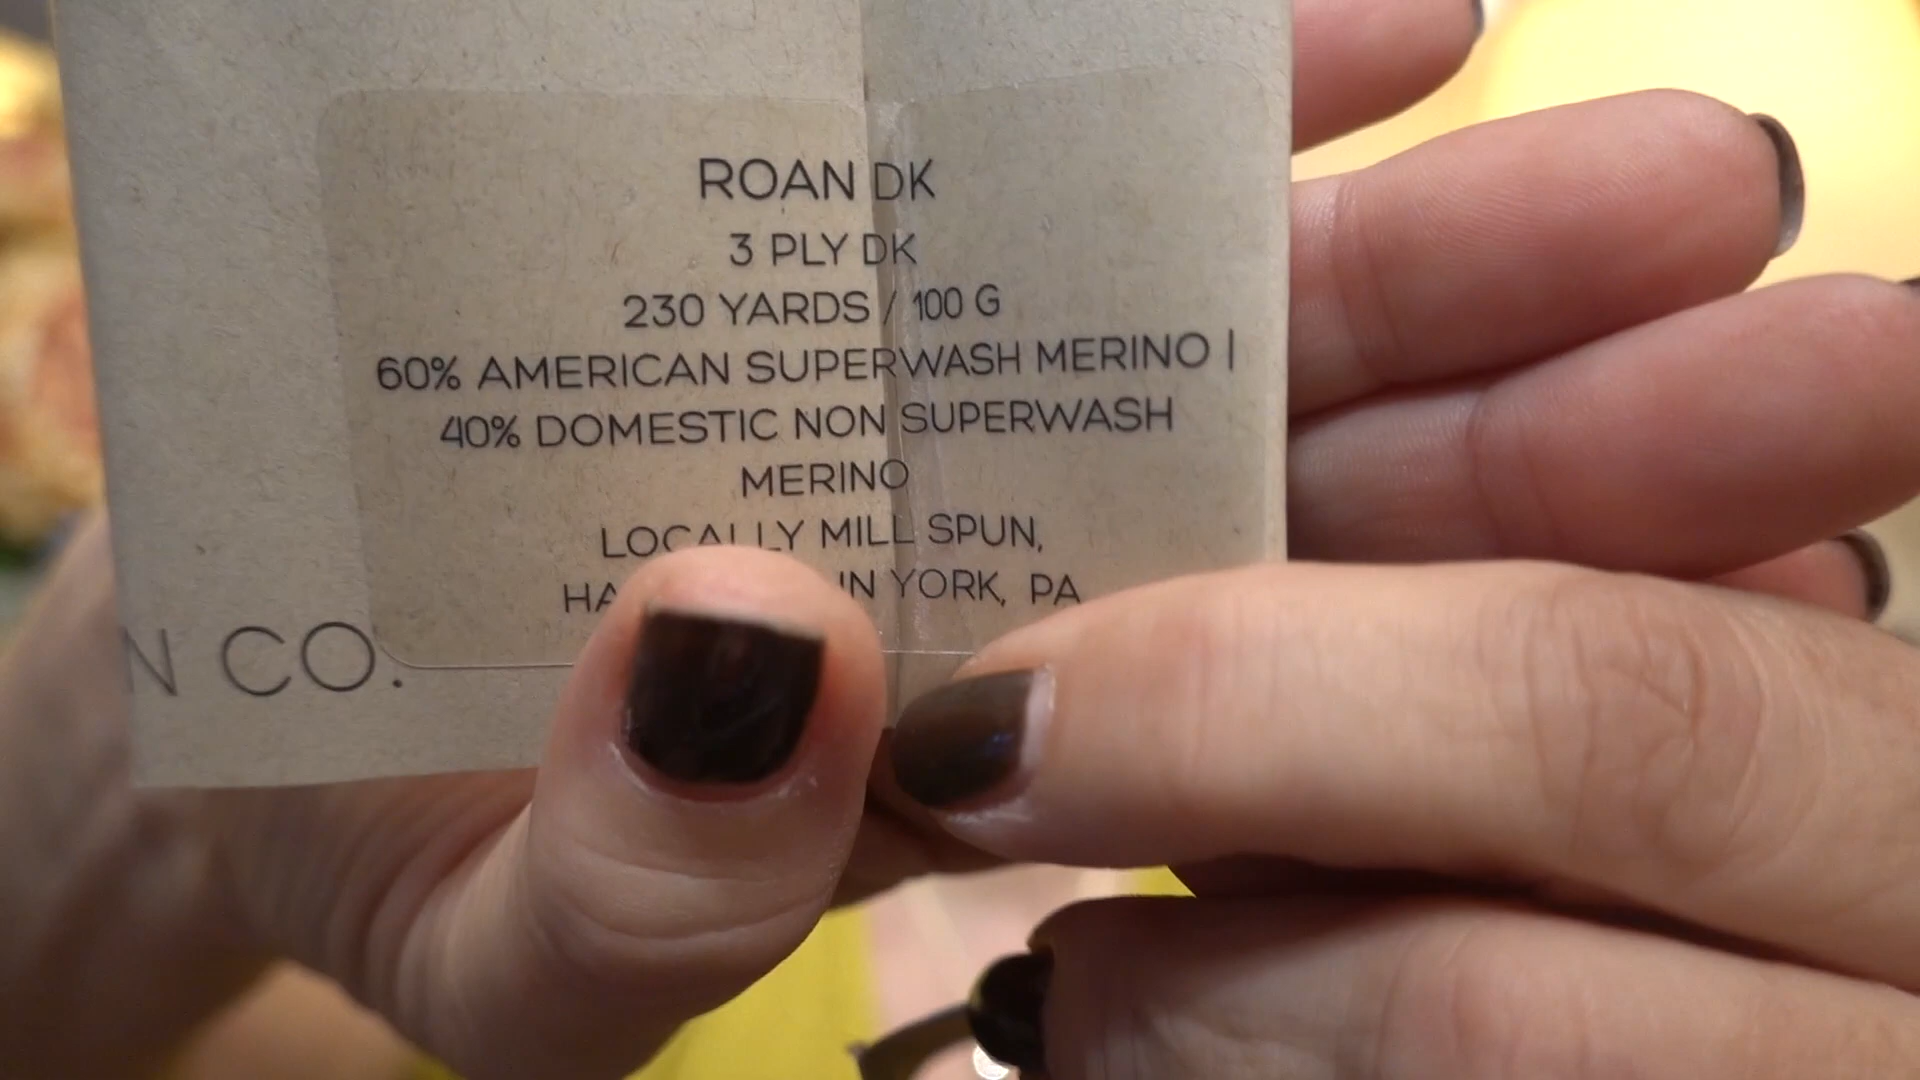 ROAN DK
3 PLY DK
230 YARDS / 100 G
60% AMERICAN SUPERWASH MERINO |
40% DOMESTIC NON SUPERWASH
MERINO
LOCALLY MILL SPUN,
IN YORK, PA
N CO.